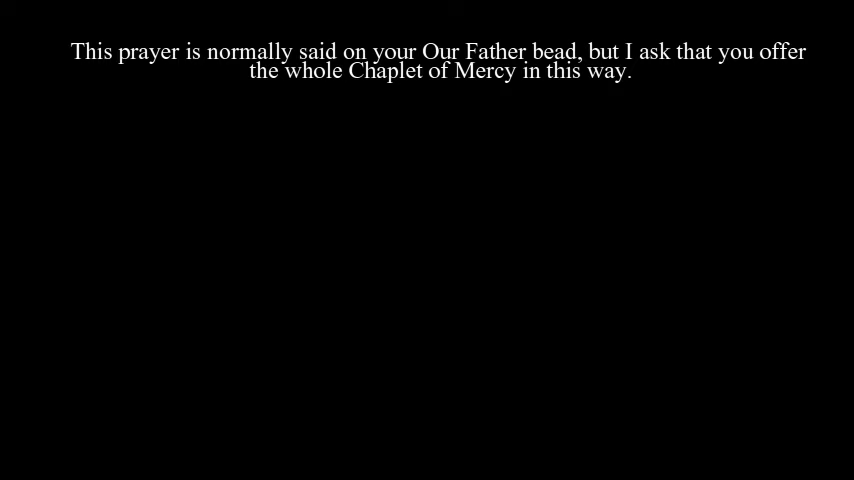 This prayer is normally said on your Our Father bead, but I ask that you offer
the whole Chaplet of Mercy in this way.